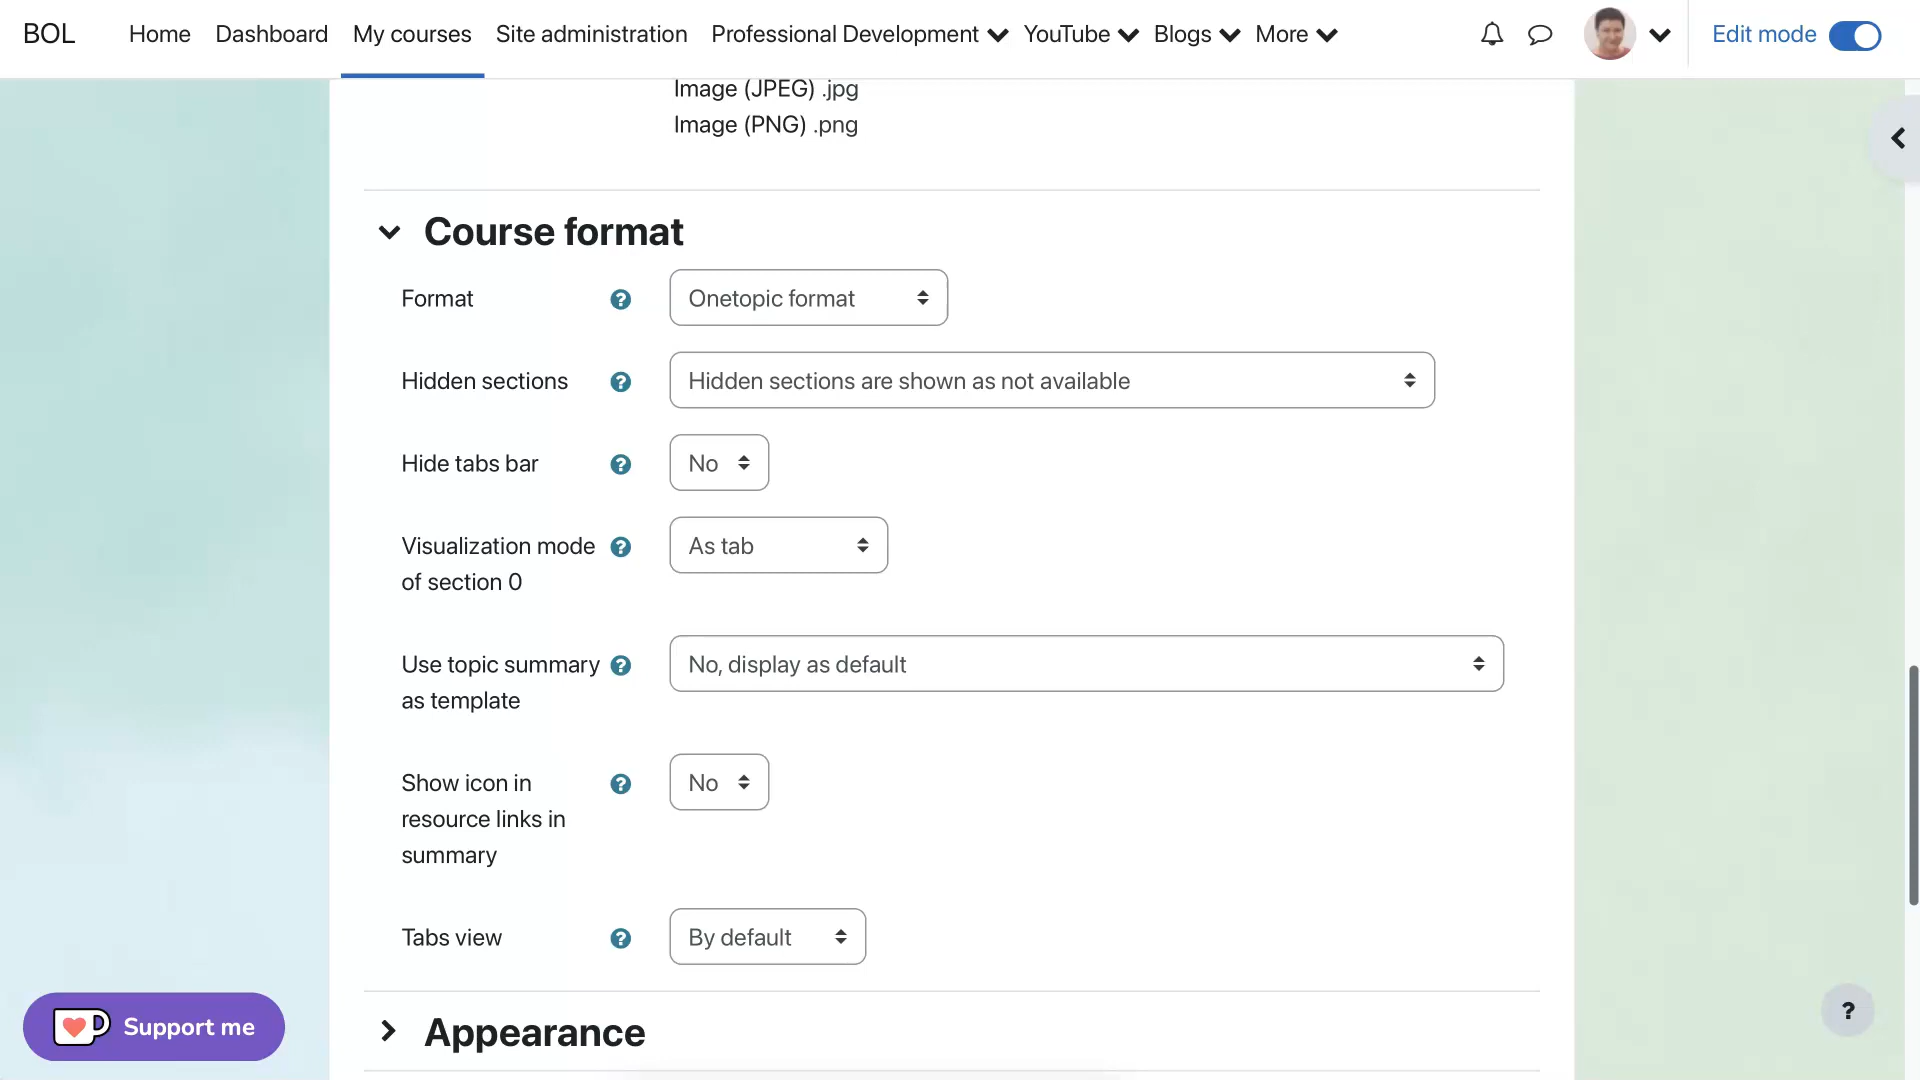 BOL Home Dashboard My courses Site administration Professional Development YouTube Blogs More Edit mode
Image (JPEG) .jpg
Image (PNG) .png
Course format
Format ? Onetopic format
Hidden sections ? Hidden sections are shown as not available
Hide tabs bar ? No
Visualization mode ? As tab
of section 0
Use topic summary ? No, display as default
as template
Show icon in ? No
resource links in
summary
Tabs view ? By default
Support me ?
Appearance